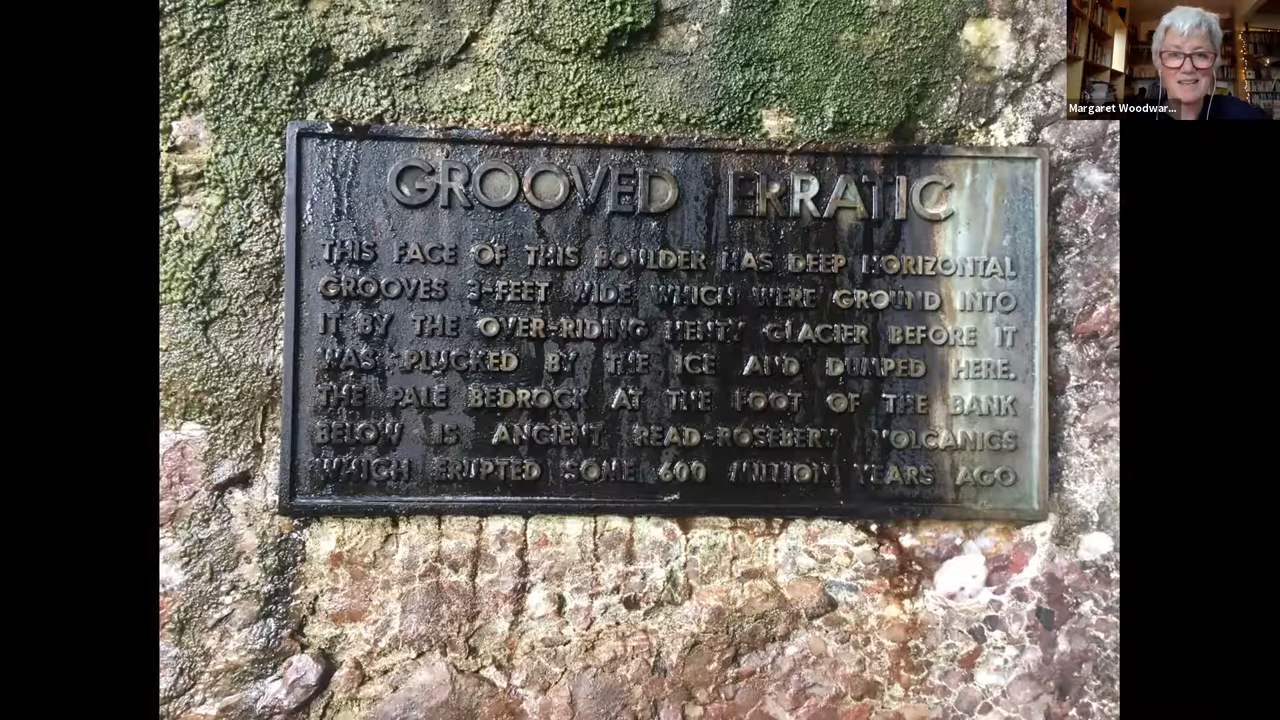 Margaret Woodwar...
GROOVED ERRATIC
THIS FACE OF THIS BOULDER HAS DEEP HORIZONTAL
GROOVES 3-FEET WIDE WHICH WERE GROUND INTO
IT BY THE OVER-RIDING HENTY GLACIER BEFORE IT
WAS PLUCKED BY THE ICE AND DUMPED HERE.
THE PALE BEDROCK AT THE FOOT OF THE BANK
BELOW IS ANCIENT READ-ROSEBERY VOLCANICS
WHICH ERUPTED SOME 600 MILLION YEARS AGO